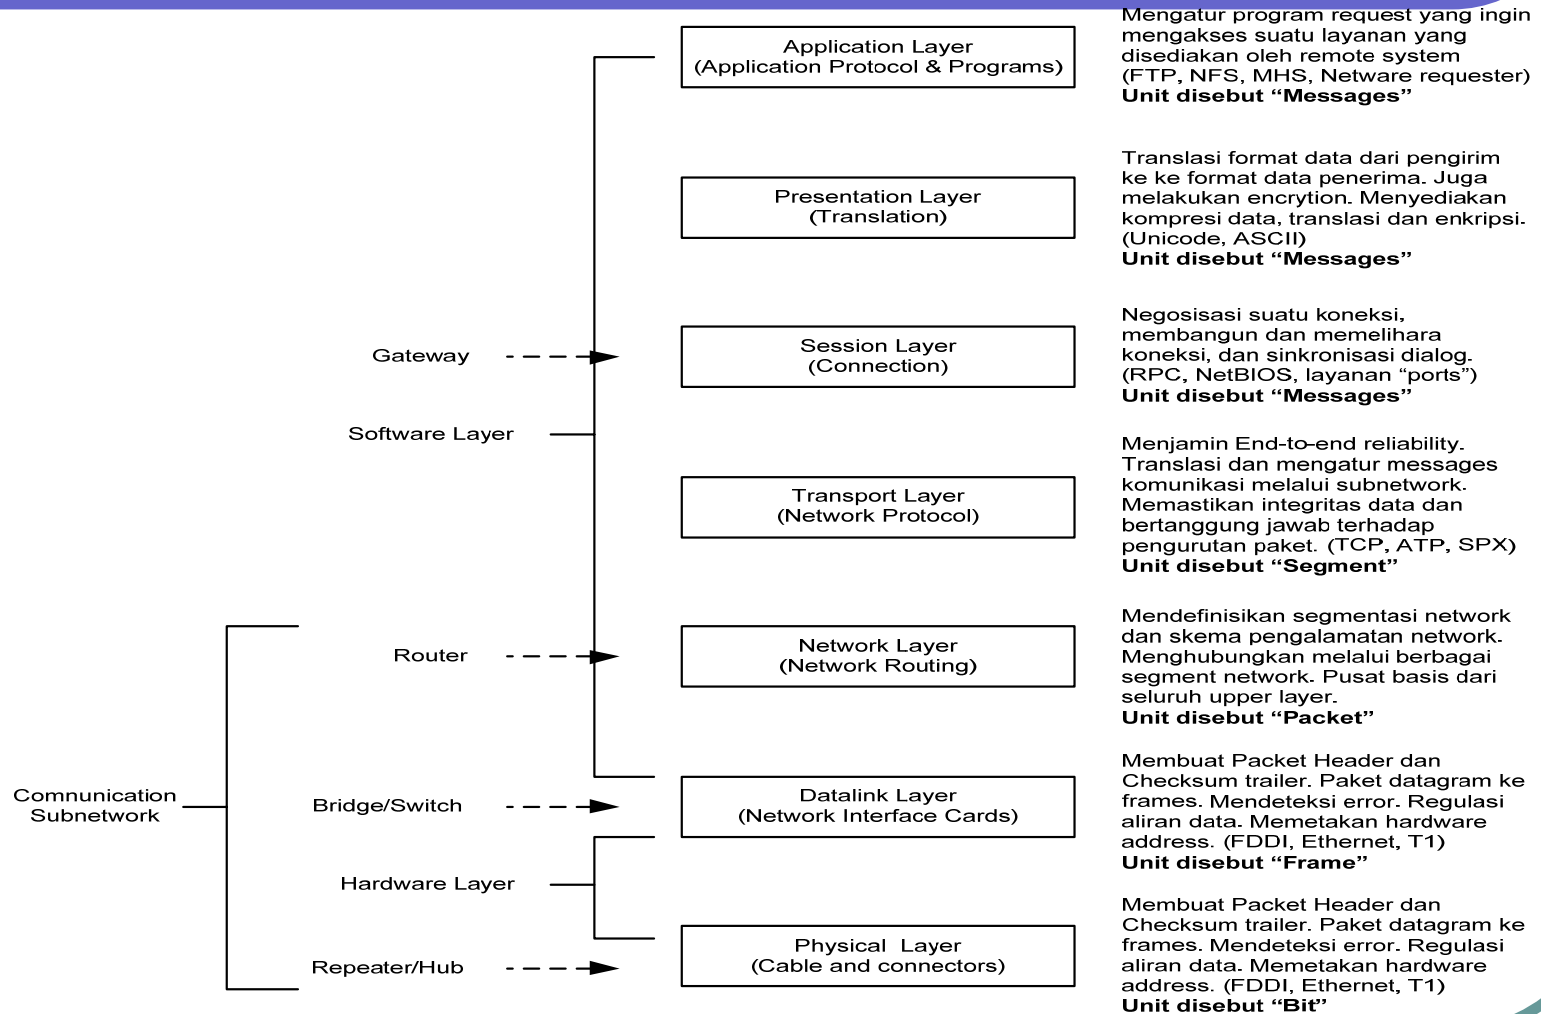 Mengatur program request yang ingin
mengakses suatu layanan yang
disediakan oleh remote system
(FTP, NFS, MHS, Netware requester)
Unit disebut “Messages”
Application Layer
(Application Protocol & Programs)
Translasi format data dari pengirim
ke ke format data penerima. Juga
melakukan encrytion. Menyediakan
kompresi data, translasi dan enkripsi.
(Unicode, ASCII)
Unit disebut “Messages”
Presentation Layer
(Translation)
Negosisasi suatu koneksi,
membangun dan memelihara
koneksi, dan sinkronisasi dialog.
(RPC, NetBIOS, layanan “ports”)
Unit disebut “Messages”
Gateway
Session Layer
(Connection)
Software Layer
Menjamin End-to-end reliability.
Translasi dan mengatur messages
komunikasi melalui subnetwork.
Memastikan integritas data dan
bertanggung jawab terhadap
pengurutan paket. (TCP, ATP, SPX)
Unit disebut “Segment”
Transport Layer
(Network Protocol)
Mendefinisikan segmentasi network
dan skema pengalamatan network.
Menghubungkan melalui berbagai
segment network. Pusat basis dari
seluruh upper layer.
Unit disebut “Packet”
Router
Network Layer
(Network Routing)
Membuat Packet Header dan
Checksum trailer. Paket datagram ke
frames. Mendeteksi error. Regulasi
aliran data. Memetakan hardware
address. (FDDI, Ethernet, T1)
Unit disebut “Frame”
Comnunication
Subnetwork
Bridge/Switch
Datalink Layer
(Network Interface Cards)
Hardware Layer
Membuat Packet Header dan
Checksum trailer. Paket datagram ke
frames. Mendeteksi error. Regulasi
aliran data. Memetakan hardware
address. (FDDI, Ethernet, T1)
Unit disebut “Bit”
Repeater/Hub
Physical Layer
(Cable and connectors)